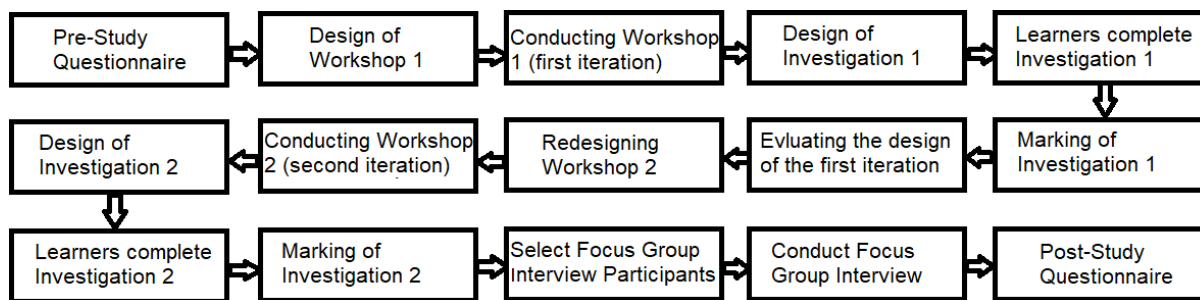 Pre-Study
Questionnaire
Design of
Workshop 1
Conducting Workshop
1 (first iteration)
Design of
Investigation 1
Learners complete
Investigation 1
Marking of
Investigation 1
Evluating the design
of the first iteration
Redesigning
Workshop 2
Conducting Workshop
2 (second iteration)
Design of
Investigation 2
Learners complete
Investigation 2
Marking of
Investigation 2
Select Focus Group
Interview Participants
Conduct Focus
Group Interview
Post-Study
Questionnaire